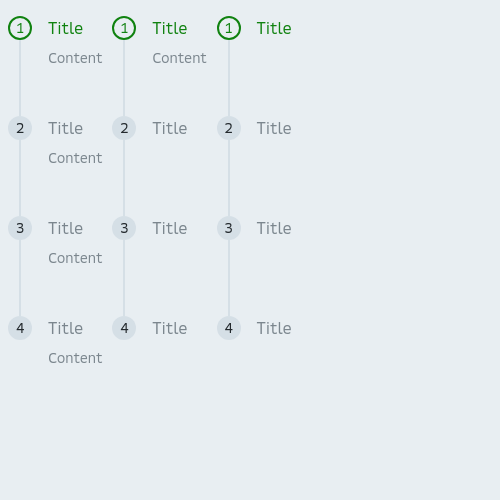 1 Title 1 Title 1 Title
Content Content
2 Title 2 Title 2 Title
Content
3 Title 3 Title 3 Title
Content
4 Title 4 Title 4 Title
Content